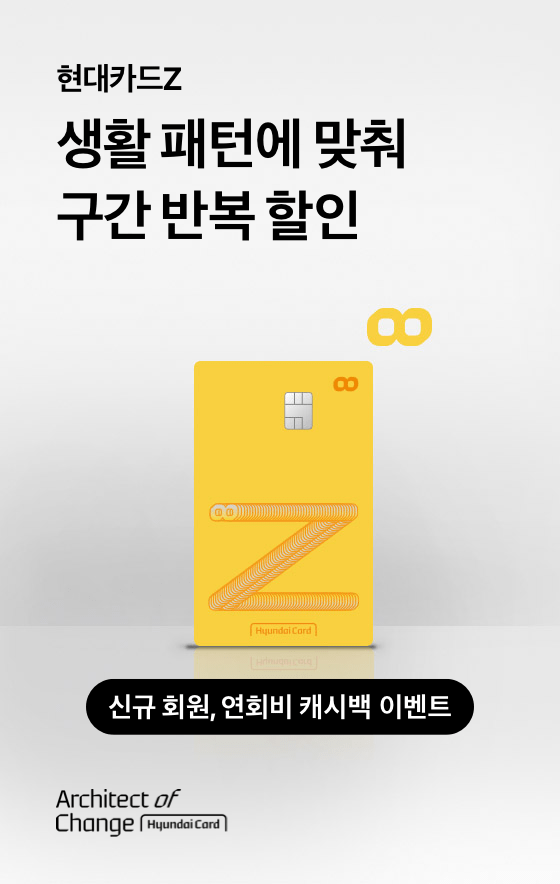 현대카드Z
생활 패턴에 맞춰
구간 반복 할인
Hyundai Card
신규 회원, 연회비 캐시백 이벤트
Architect of
Change Hyundai Card